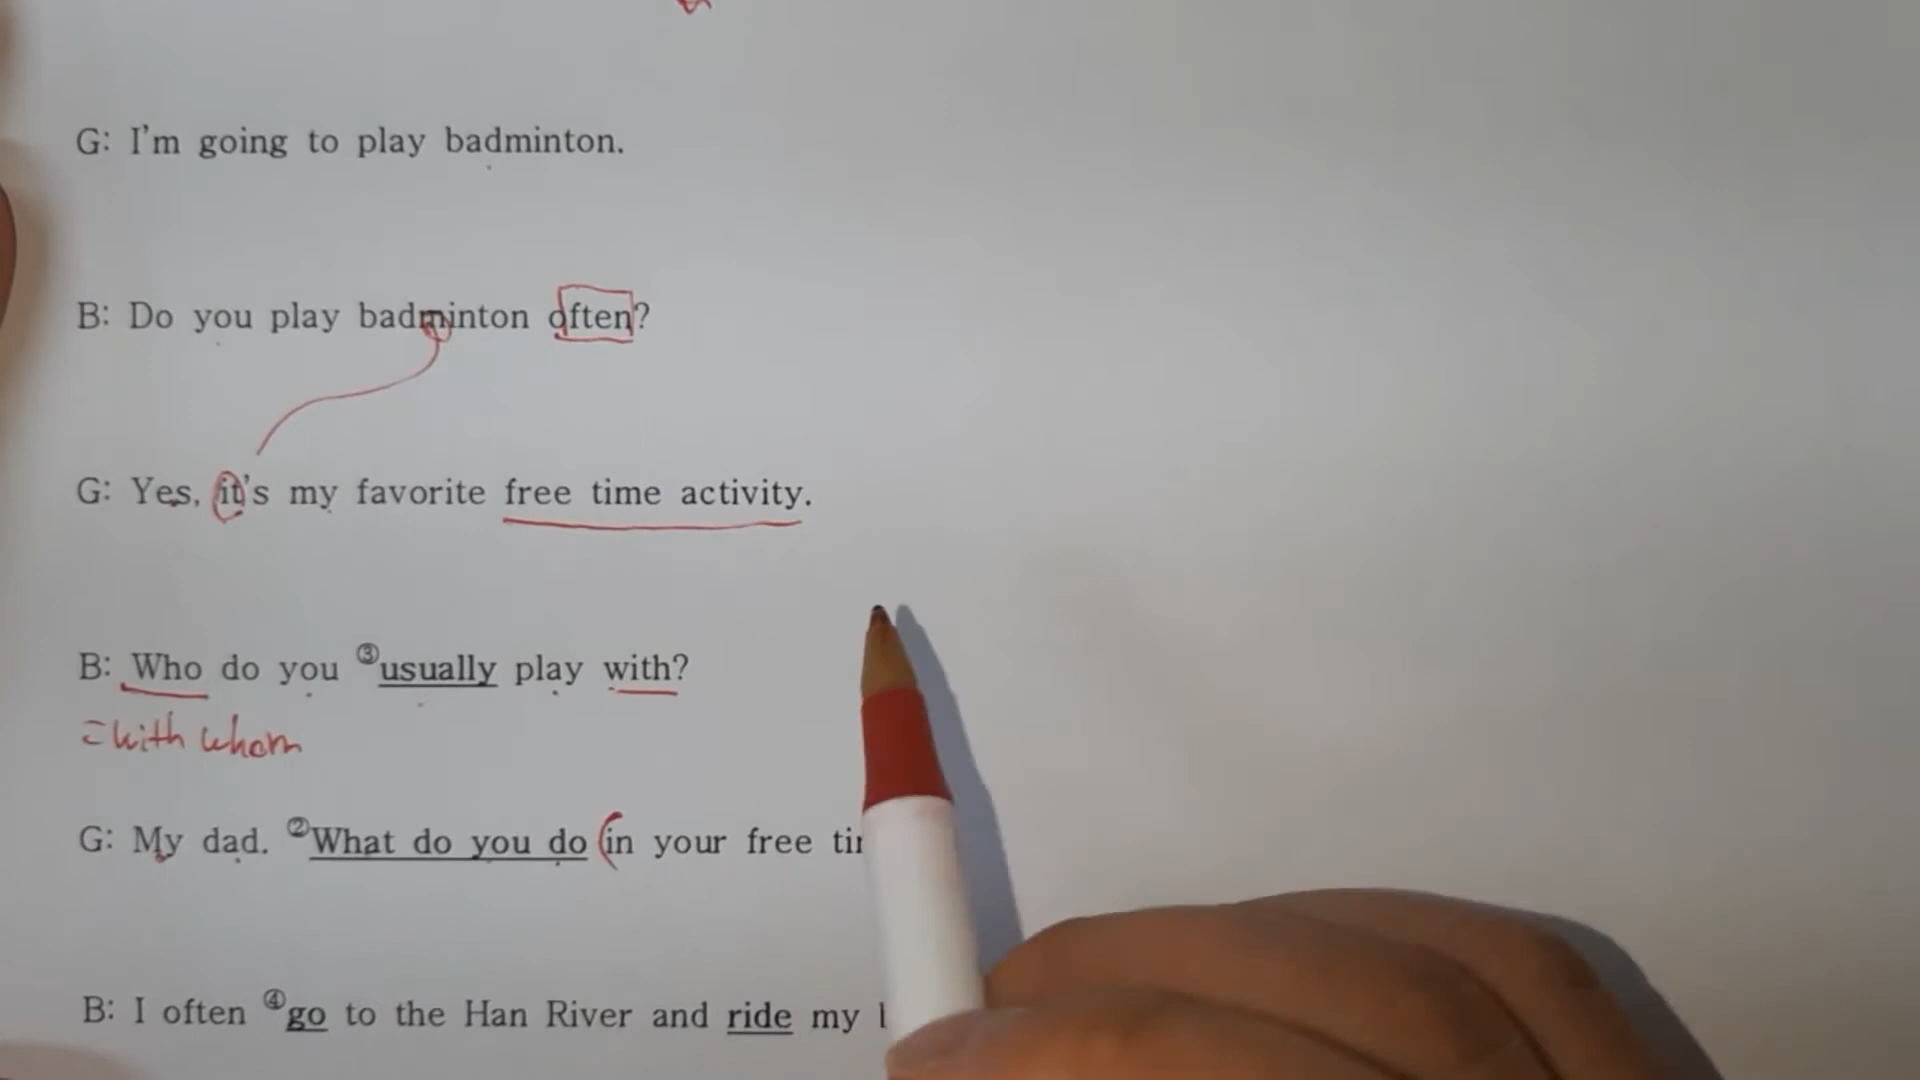 G: I'm going to play badminton.
B: Do you play badminton often?
G: Yes, it's my favorite free time activity.
B: Who do you ③usually play with?
=with whom
G: My dad. ②What do you do (in your free
B: I often ④go to the Han River and ride my